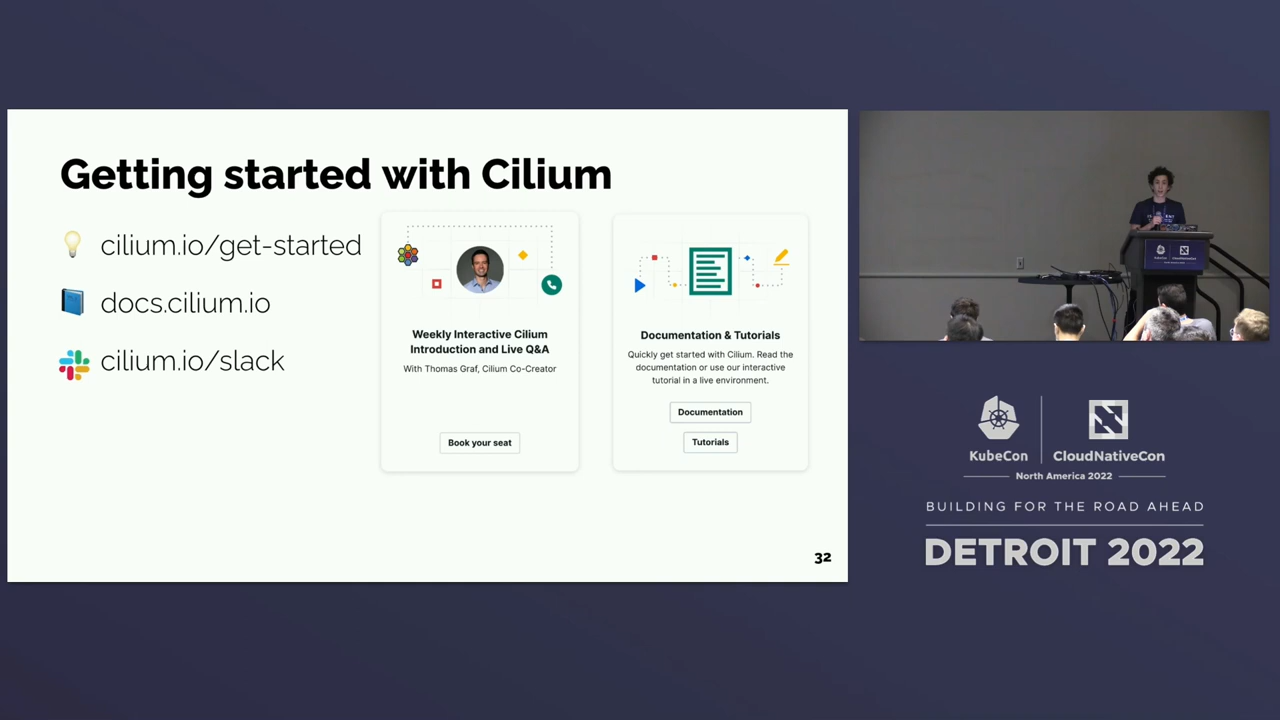 Getting started with Cilium
cilium.io/get-started
docs.cilium.io
cilium.io/slack
Weekly Interactive Cilium
Introduction and Live Q&A
With Thomas Graf, Cilium Co-Creator
Book your seat
Documentation & Tutorials
Quickly get started with Cilium. Read the
documentation or use our interactive
tutorial in a live environment.
Documentation
Tutorials
32
KubeCon
CloudNativeCon
North America 2022
BUILDING FOR THE ROAD AHEAD
DETROIT 2022